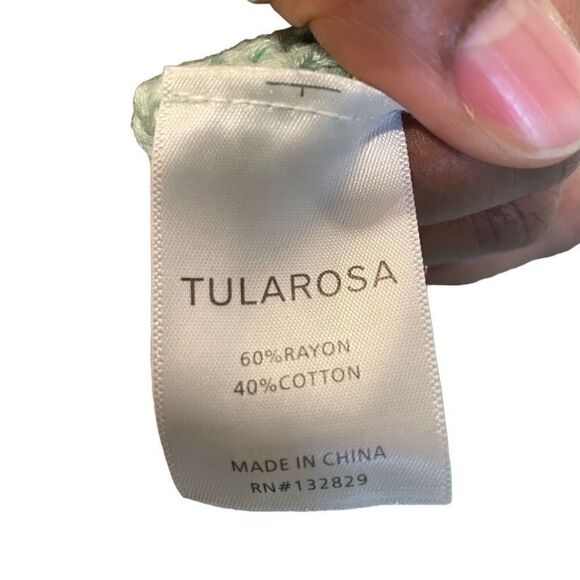 TULAROSA
60%RAYON
40%COTTON
MADE IN CHINA
RN#132829